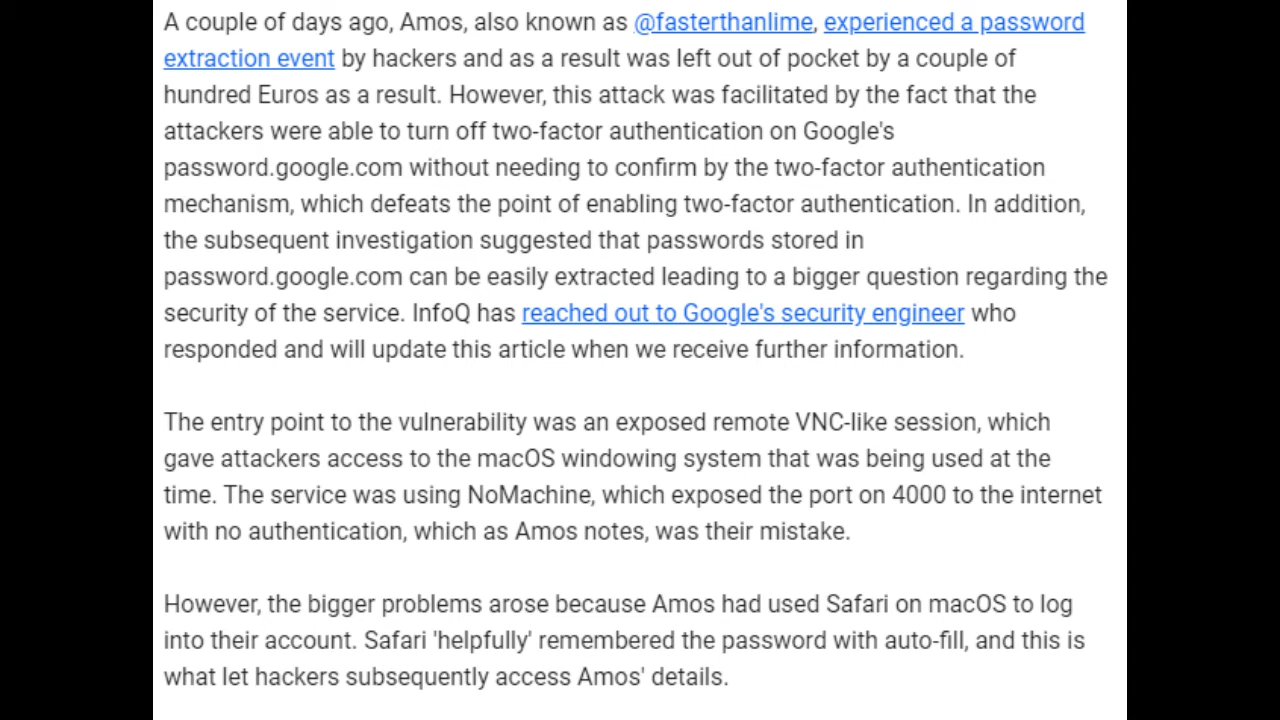 A couple of days ago, Amos, also known as @fasterthanlime, experienced a password
extraction event by hackers and as a result was left out of pocket by a couple of
hundred Euros as a result. However, this attack was facilitated by the fact that the
attackers were able to turn off two-factor authentication on Google's
password.google.com without needing to confirm by the two-factor authentication
mechanism, which defeats the point of enabling two-factor authentication. In addition,
the subsequent investigation suggested that passwords stored in
password.google.com can be easily extracted leading to a bigger question regarding the
security of the service. InfoQ has reached out to Google's security engineer who
responded and will update this article when we receive further information.
The entry point to the vulnerability was an exposed remote VNC-like session, which
gave attackers access to the macOS windowing system that was being used at the
time. The service was using NoMachine, which exposed the port on 4000 to the internet
with no authentication, which as Amos notes, was their mistake.
However, the bigger problems arose because Amos had used Safari on macOS to log
into their account. Safari 'helpfully' remembered the password with auto-fill, and this is
what let hackers subsequently access Amos' details.